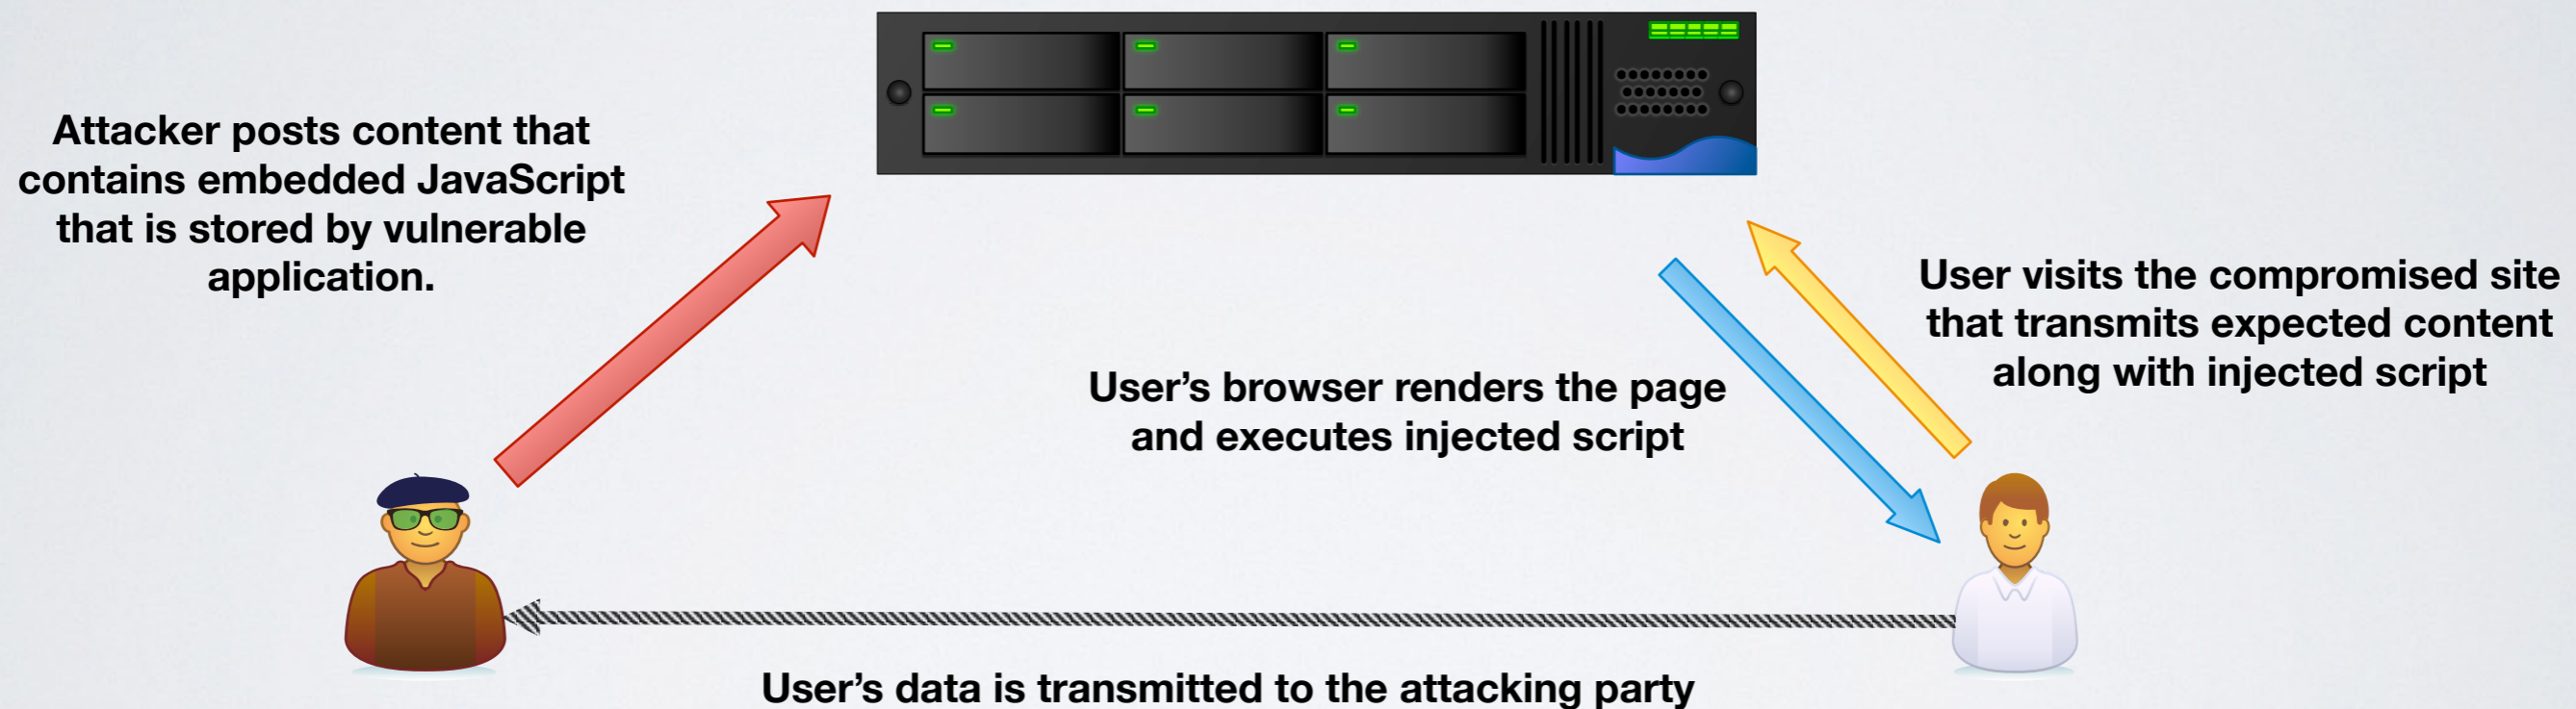 Attacker posts content that
contains embedded JavaScript
that is stored by vulnerable
application.
User visits the compromised site
that transmits expected content
along with injected script
User’s browser renders the page
and executes injected script
User’s data is transmitted to the attacking party